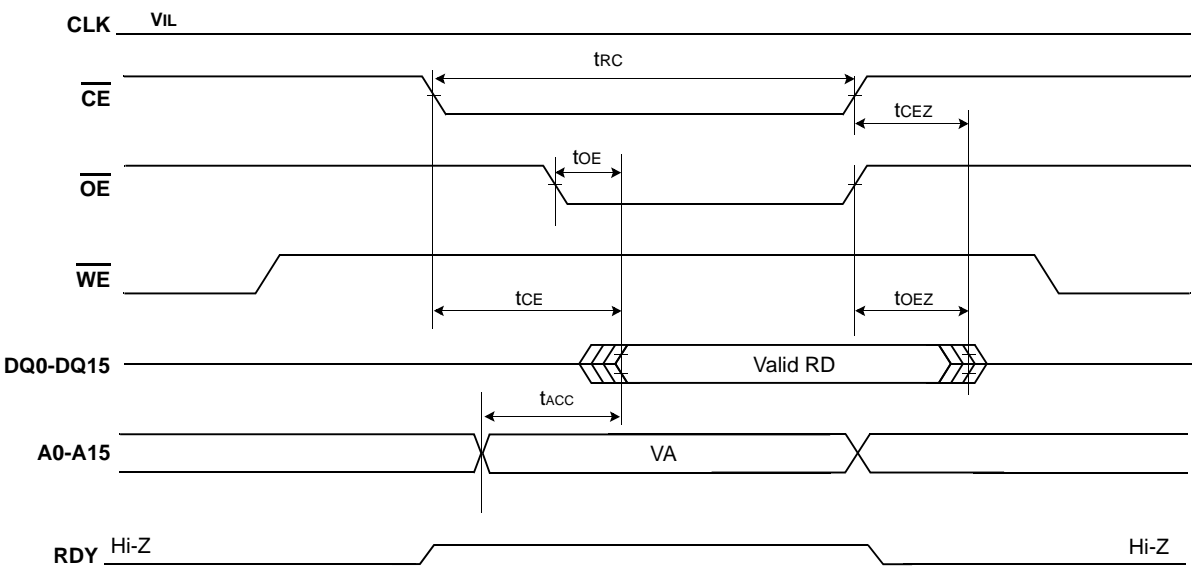 CLK VIL
tRC
CE
tCEZ
tOE
OE
WE
tCE tOEZ
DQ0-DQ15 Valid RD
tACC
A0-A15 VA
RDY Hi-Z Hi-Z